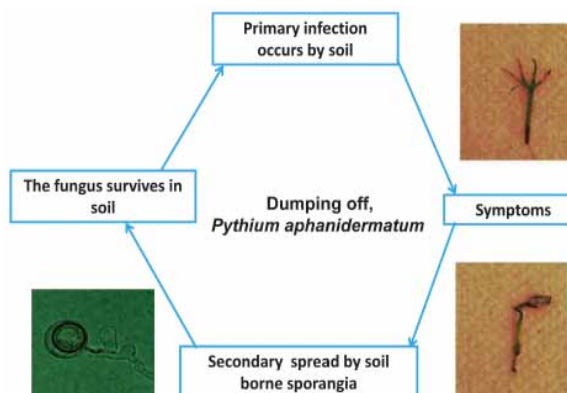 Primary infection
occurs by soil
The fungus survives in
soil
Dumping off,
Pythium aphanidermatum
Symptoms
Secondary spread by soil
borne sporangia